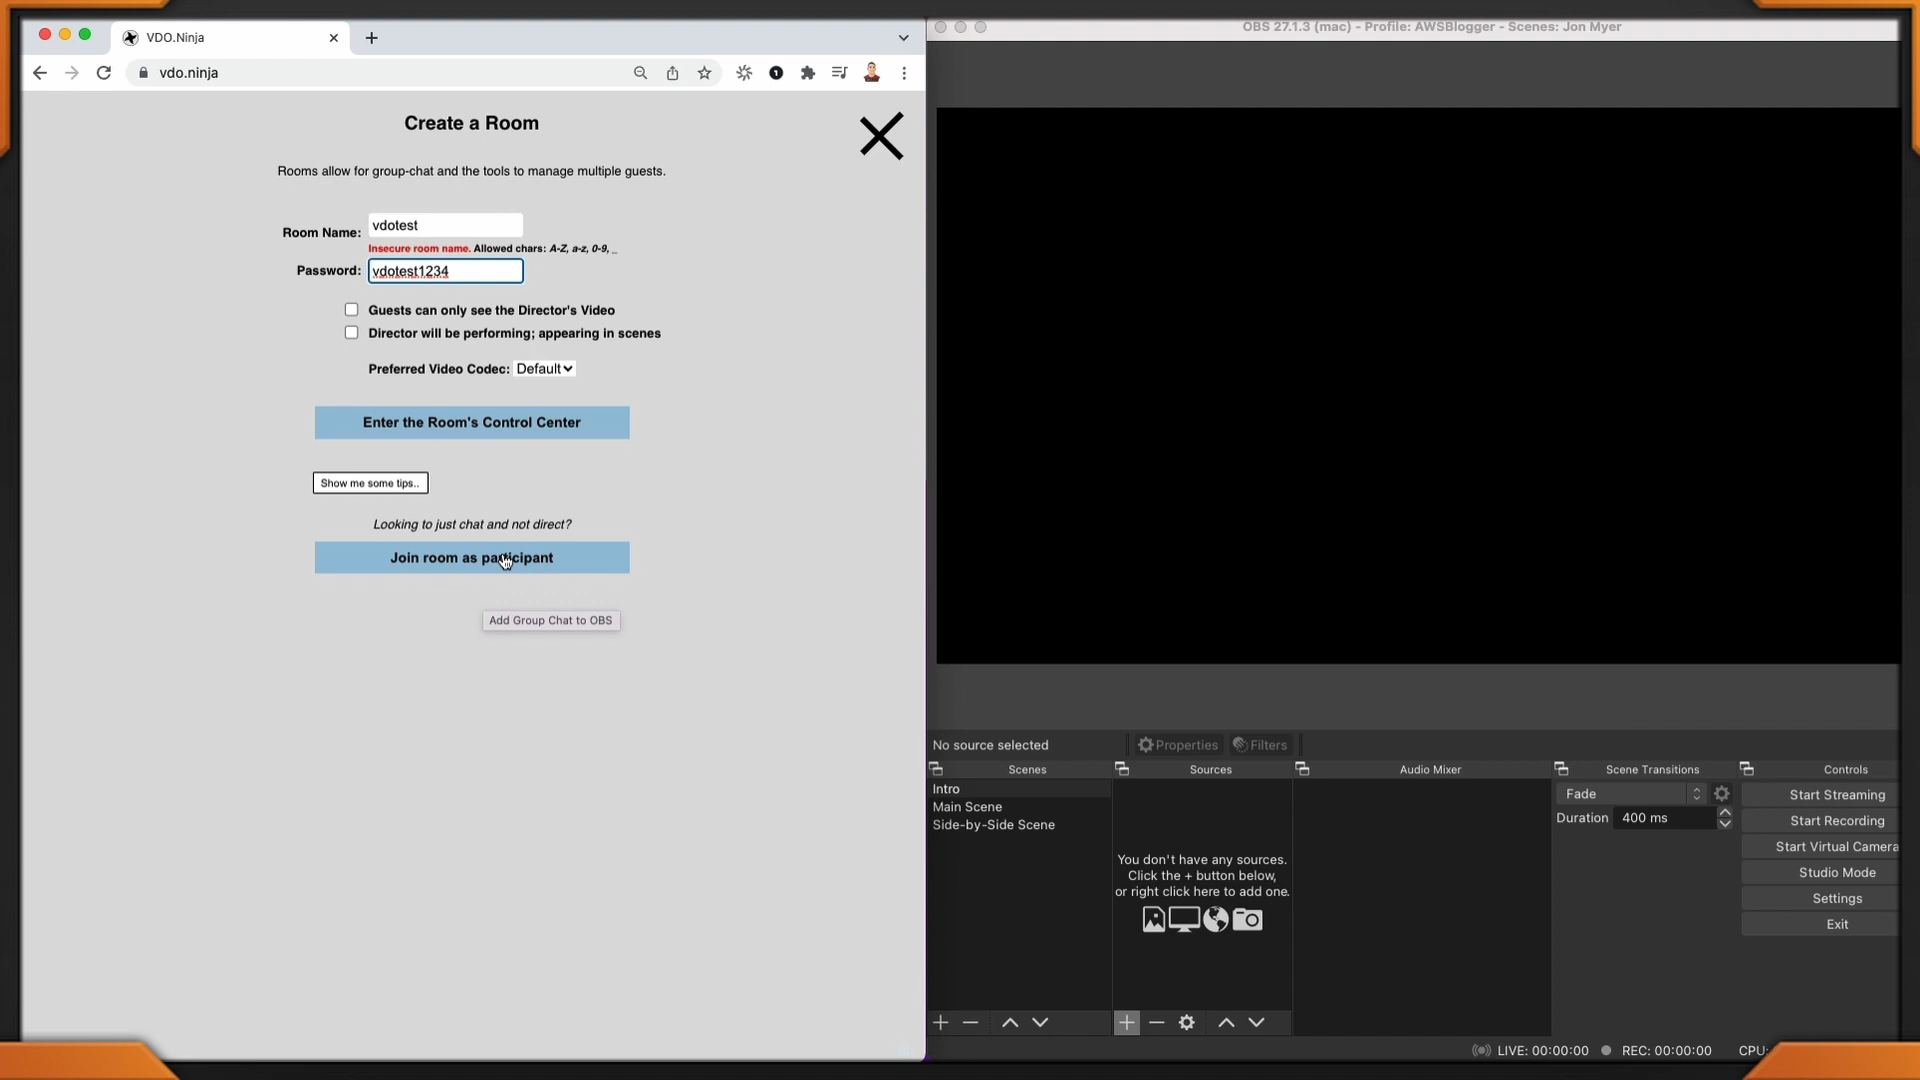 VDO.Ninja
vdo.ninja
Create a Room
Rooms allow for group-chat and the tools to manage multiple guests.
Room Name: vdotest
Insecure room name. Allowed chars: A-Z, a-z, 0-9, _
Password: vdotest1234
Guests can only see the Director's Video
Director will be performing; appearing in scenes
Preferred Video Codec: Default
Enter the Room's Control Center
Show me some tips..
Looking to just chat and not direct?
Join room as participant
Add Group Chat to OBS
OBS 27.1.3 (mac) - Profile: AWSBlogger - Scenes: Jon Myer
No source selected
Properties
Filters
Scenes
Intro
Main Scene
Side-by-Side Scene
Sources
You don't have any sources.
Click the + button below,
or right click here to add one.
Audio Mixer
Scene Transitions
Fade
Duration 400 ms
Controls
Start Streaming
Start Recording
Start Virtual Camera
Studio Mode
Settings
Exit
LIVE: 00:00:00
REC: 00:00:00
CPU: